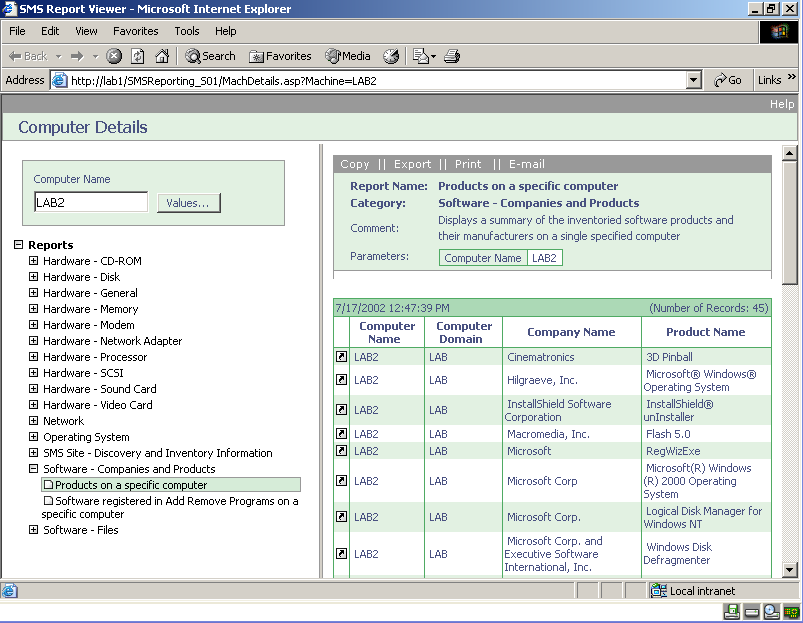 SMS Report Viewer - Microsoft Internet Explorer
File Edit View Favorites Tools Help
Back Search Favorites Media
Address http://lab1/SMSReporting_S01/MachDetails.asp?Machine=LAB2 Go Links »
Help
Computer Details
Computer Name
LAB2 Values...
Reports
Hardware - CD-ROM
Hardware - Disk
Hardware - General
Hardware - Memory
Hardware - Modem
Hardware - Network Adapter
Hardware - Processor
Hardware - SCSI
Hardware - Sound Card
Hardware - Video Card
Network
Operating System
SMS Site - Discovery and Inventory Information
Software - Companies and Products
Products on a specific computer
Software registered in Add Remove Programs on a
specific computer
Software - Files
Copy || Export || Print || E-mail
Report Name: Products on a specific computer
Category: Software - Companies and Products
Comment: Displays a summary of the inventoried software products and
their manufacturers on a single specified computer
Parameters: Computer Name LAB2
7/17/2002 12:47:39 PM (Number of Records: 45)
Computer Name Computer Domain Company Name Product Name
LAB2 LAB Cinematronics 3D Pinball
LAB2 LAB Hilgraeve, Inc. Microsoft® Windows®
Operating System
LAB2 LAB InstallShield Software
Corporation InstallShield®
unInstaller
LAB2 LAB Macromedia, Inc. Flash 5.0
LAB2 LAB Microsoft RegWizExe
LAB2 LAB Microsoft Corp Microsoft(R) Windows
(R) 2000 Operating
System
LAB2 LAB Microsoft Corp. Logical Disk Manager for
Windows NT
LAB2 LAB Microsoft Corp. and
Executive Software
International, Inc. Windows Disk
Defragmenter
Local intranet